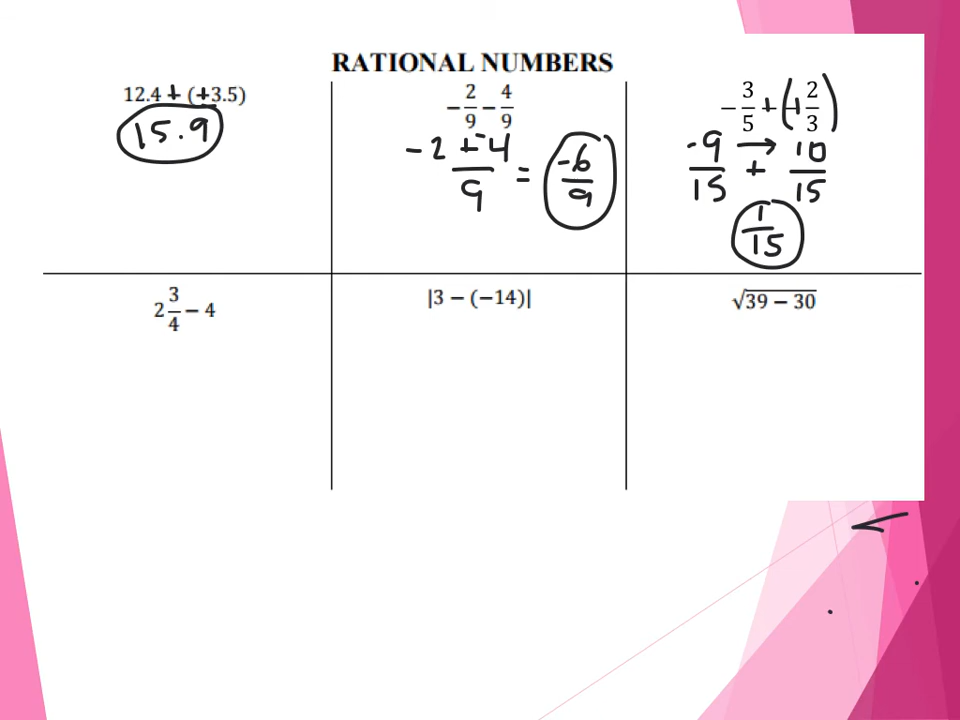 RATIONAL NUMBERS
12.4 + (+3.5)
15.9
-2/9 - 4/9
-2 + -4 / 9 = -6/9
-3/5 + (+2/3)
-9/15 + 10/15
1/15
2 3/4 - 4
|3 - (-14)|
√39 - 30